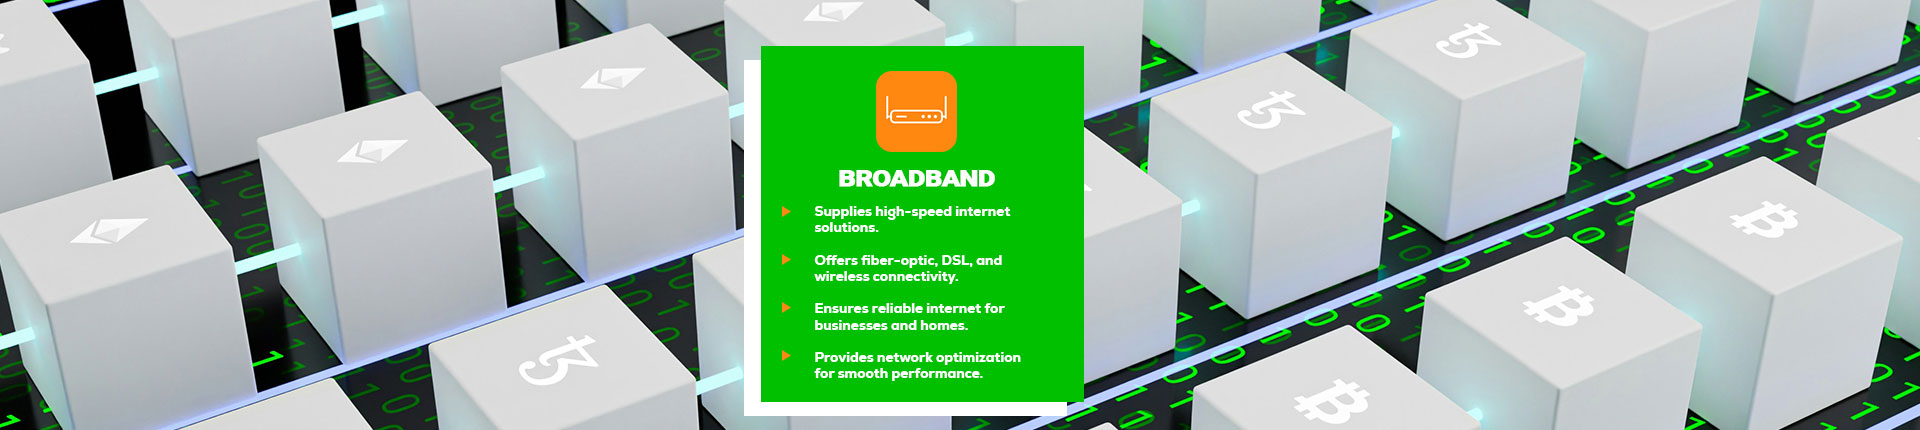 BROADBAND
Supplies high-speed internet
solutions.
Offers fiber-optic, DSL, and
wireless connectivity.
Ensures reliable internet for
businesses and homes.
Provides network optimization
for smooth performance.